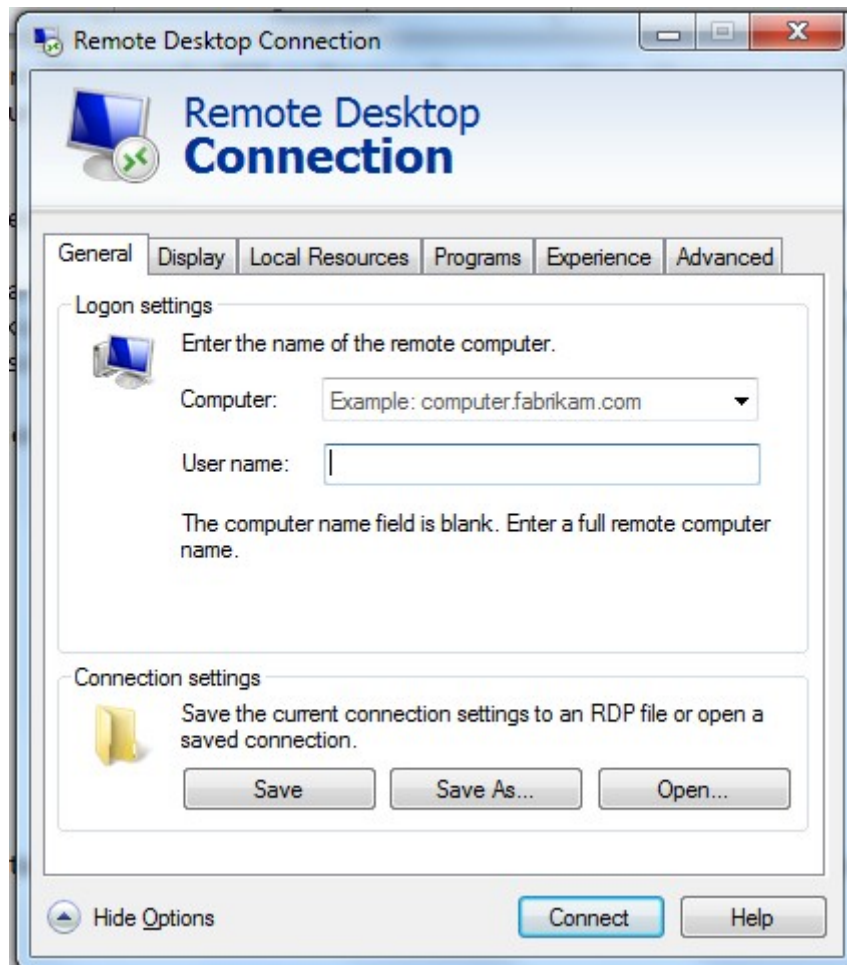 Remote Desktop Connection
Remote Desktop
Connection
General Display Local Resources Programs Experience Advanced
Logon settings
Enter the name of the remote computer.
Computer: Example: computer.fabrikam.com
User name:
The computer name field is blank. Enter a full remote computer
name.
Connection settings
Save the current connection settings to an RDP file or open a
saved connection.
Save Save As... Open...
Hide Options Connect Help